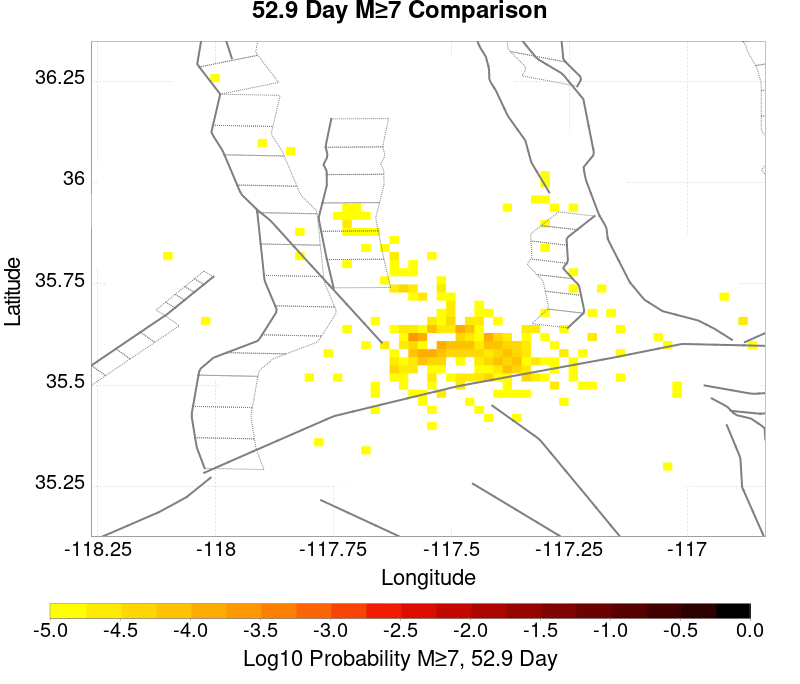 52.9 Day M≥7 Comparison
36.25
36
35.75
35.5
35.25
Latitude
-118.25 -118 -117.75 -117.5 -117.25 -117
Longitude
-5.0 -4.5 -4.0 -3.5 -3.0 -2.5 -2.0 -1.5 -1.0 -0.5 0.0
Log10 Probability M≥7, 52.9 Day